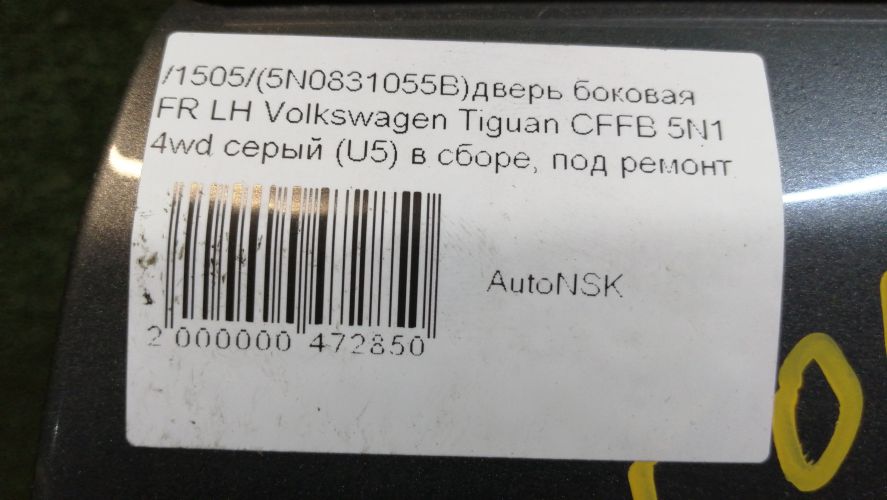 /1505/(5N0831055B)дверь боковая
FR LH Volkswagen Tiguan CFFB 5N1
4wd серый (U5) в сборе, под ремонт
AutoNSK
2 000000 472850